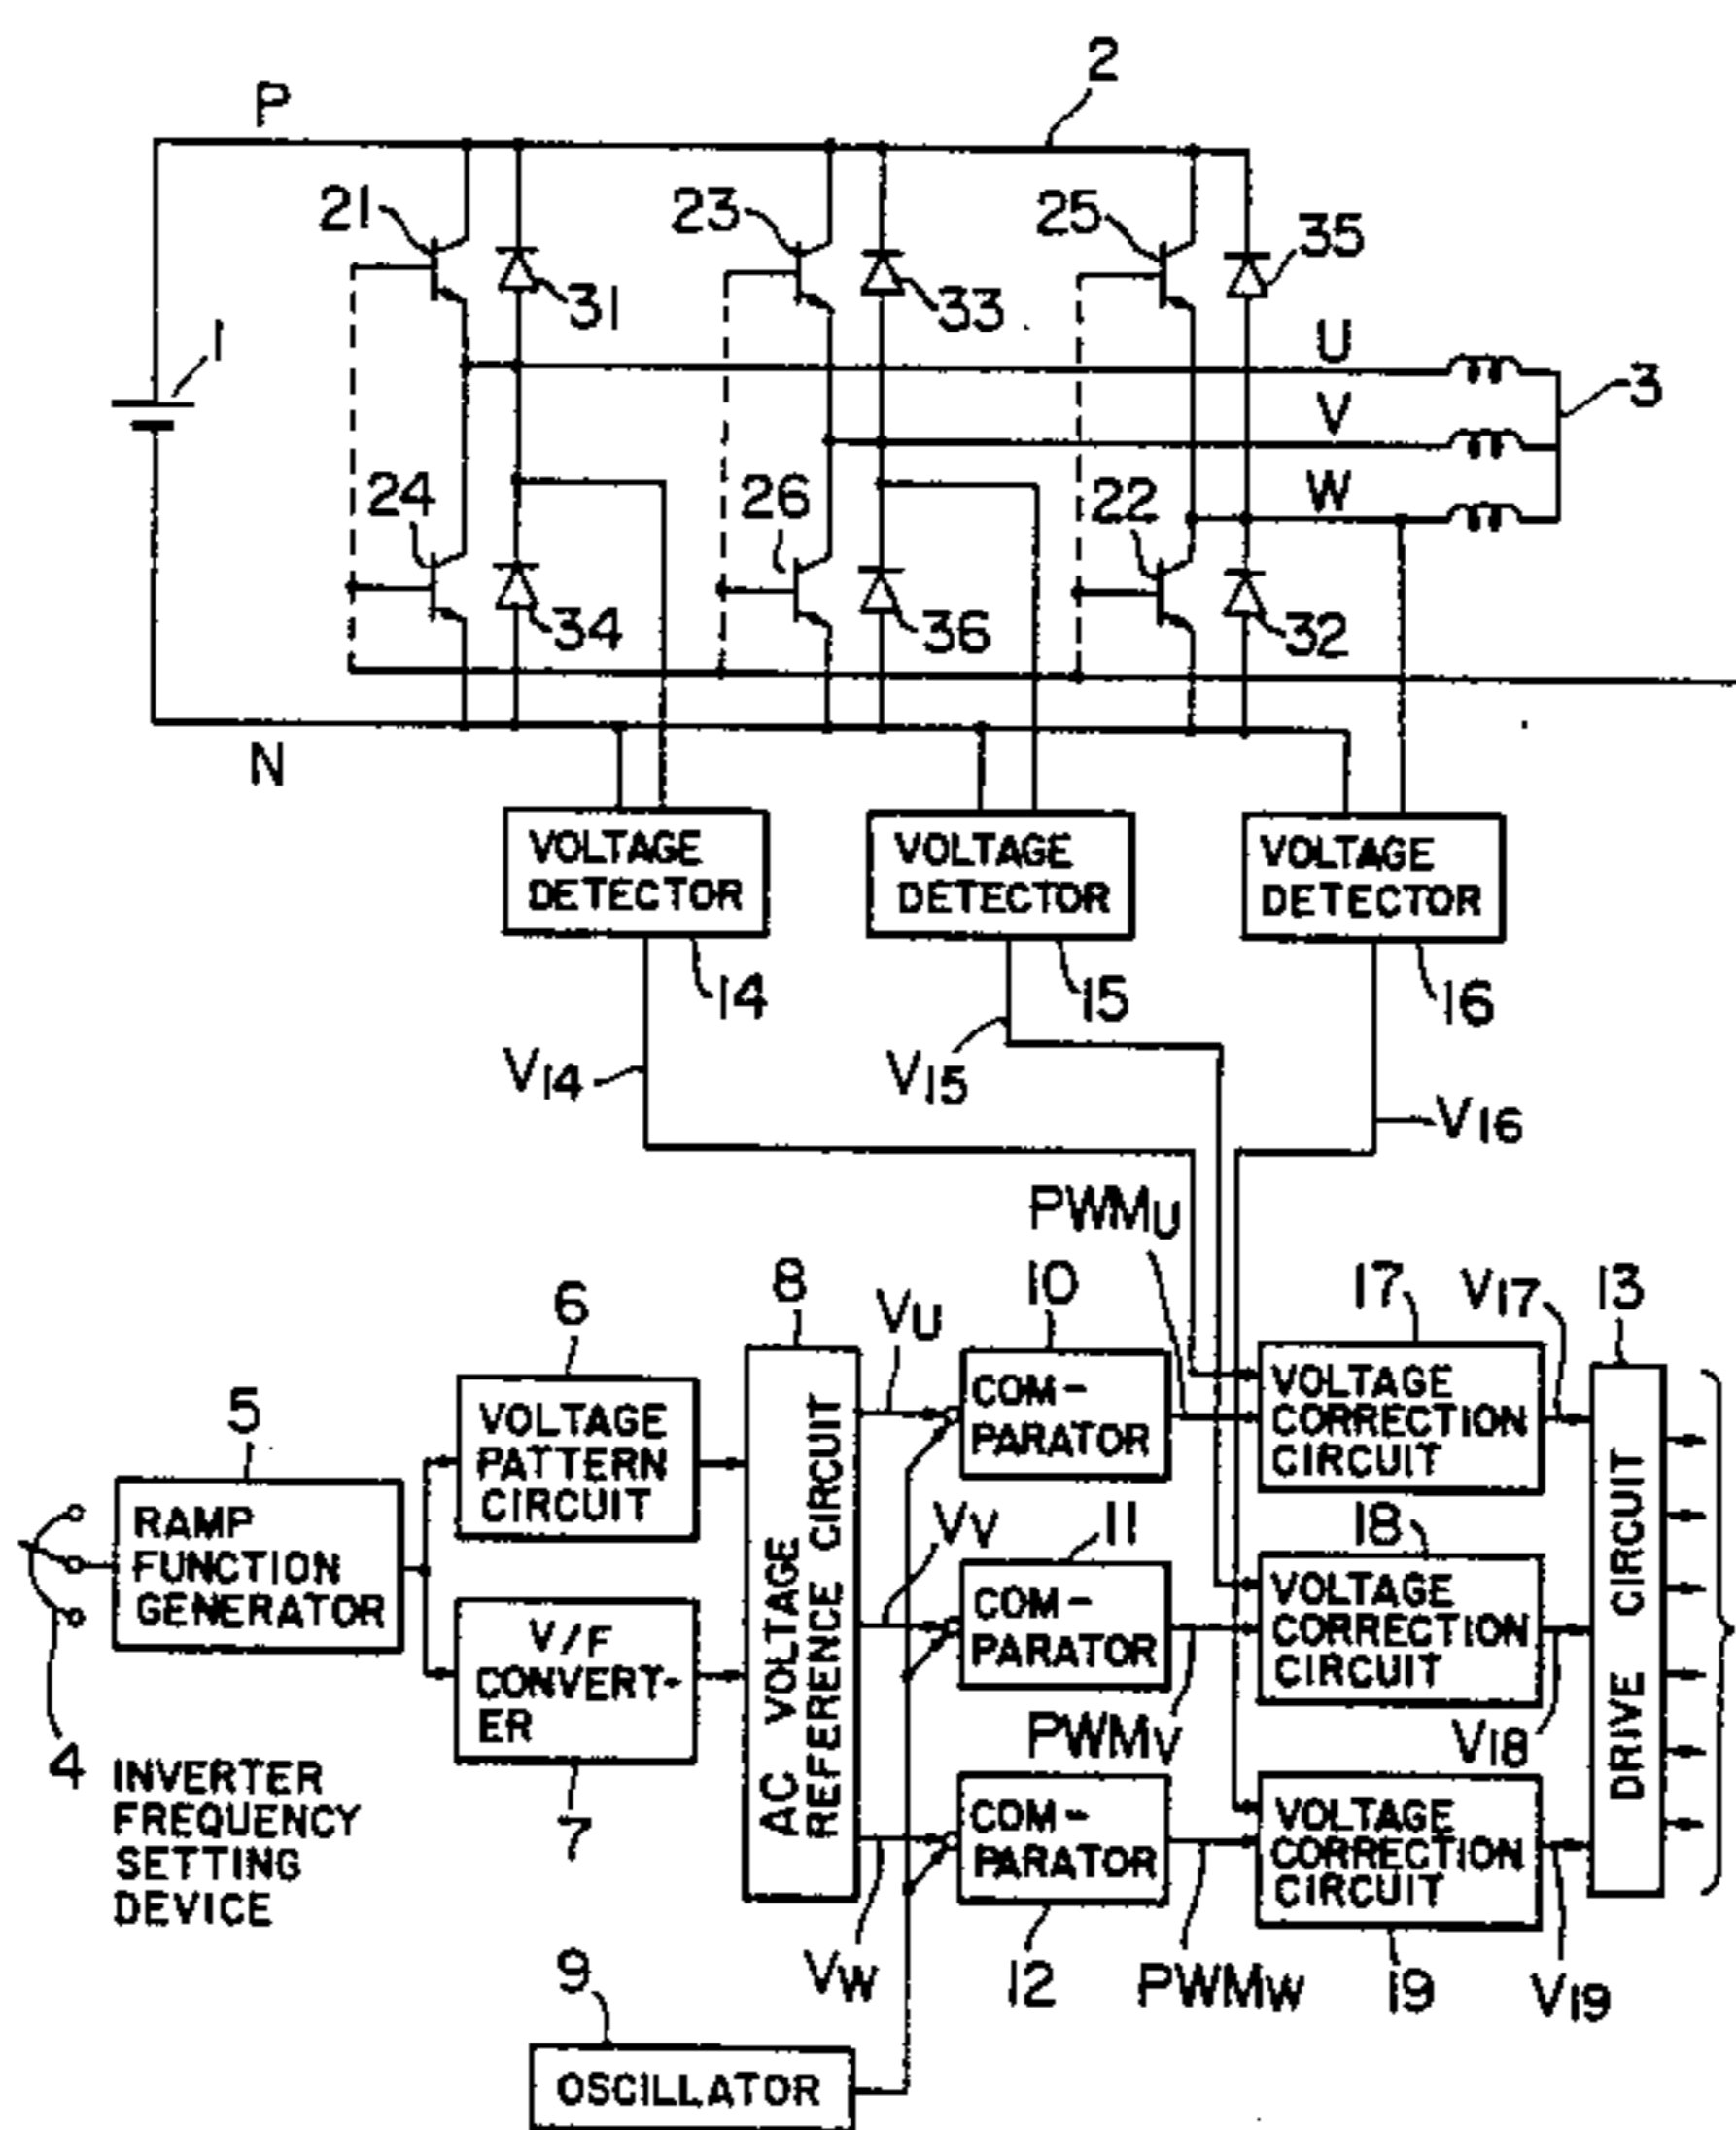 2
P
21
23
25
35
31
33
1
U
3
V
24
26
22
W
34
36
32
N
VOLTAGE
DETECTOR
VOLTAGE
DETECTOR
VOLTAGE
DETECTOR
14
15
16
V14
V15
V16
PWMU
6
8
VU
10
17
V17
13
5
VOLTAGE
PATTERN
CIRCUIT
COM-
PARATOR
VOLTAGE
CORRECTION
CIRCUIT
RAMP
FUNCTION
GENERATOR
AC VOLTAGE
REFERENCE CIRCUIT
VV
11
18
DRIVE CIRCUIT
V/F
CONVERT-
ER
COM-
PARATOR
VOLTAGE
CORRECTION
CIRCUIT
4
INVERTER
FREQUENCY
SETTING
DEVICE
7
PWMV
V18
COM-
PARATOR
VOLTAGE
CORRECTION
CIRCUIT
9
VW
12
PWMW
19
V19
OSCILLATOR